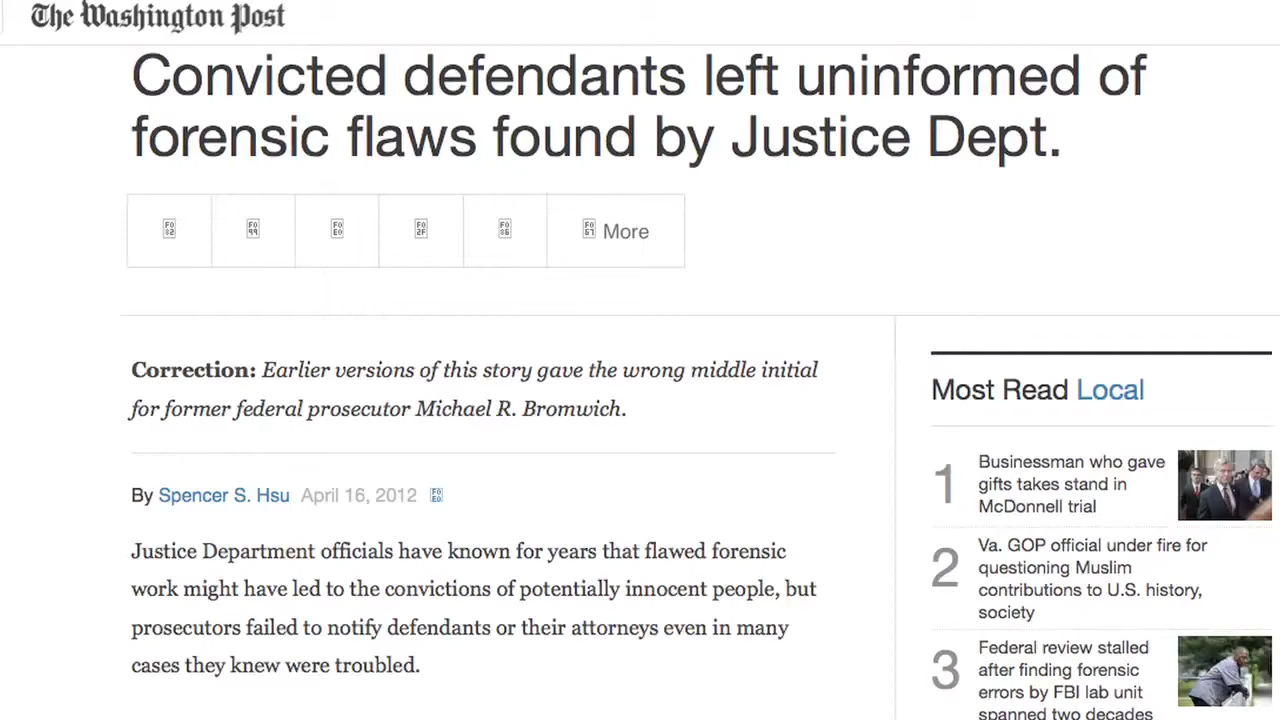 The Washington Post
Convicted defendants left uninformed of
forensic flaws found by Justice Dept.
More
Correction: Earlier versions of this story gave the wrong middle initial
for former federal prosecutor Michael R. Bromwich.
By Spencer S. Hsu April 16, 2012
Justice Department officials have known for years that flawed forensic
work might have led to the convictions of potentially innocent people, but
prosecutors failed to notify defendants or their attorneys even in many
cases they knew were troubled.
Most Read Local
1
Businessman who gave
gifts takes stand in
McDonnell trial
2
Va. GOP official under fire for
questioning Muslim
contributions to U.S. history,
society
3
Federal review stalled
after finding forensic
errors by FBI lab unit
spanned two decades